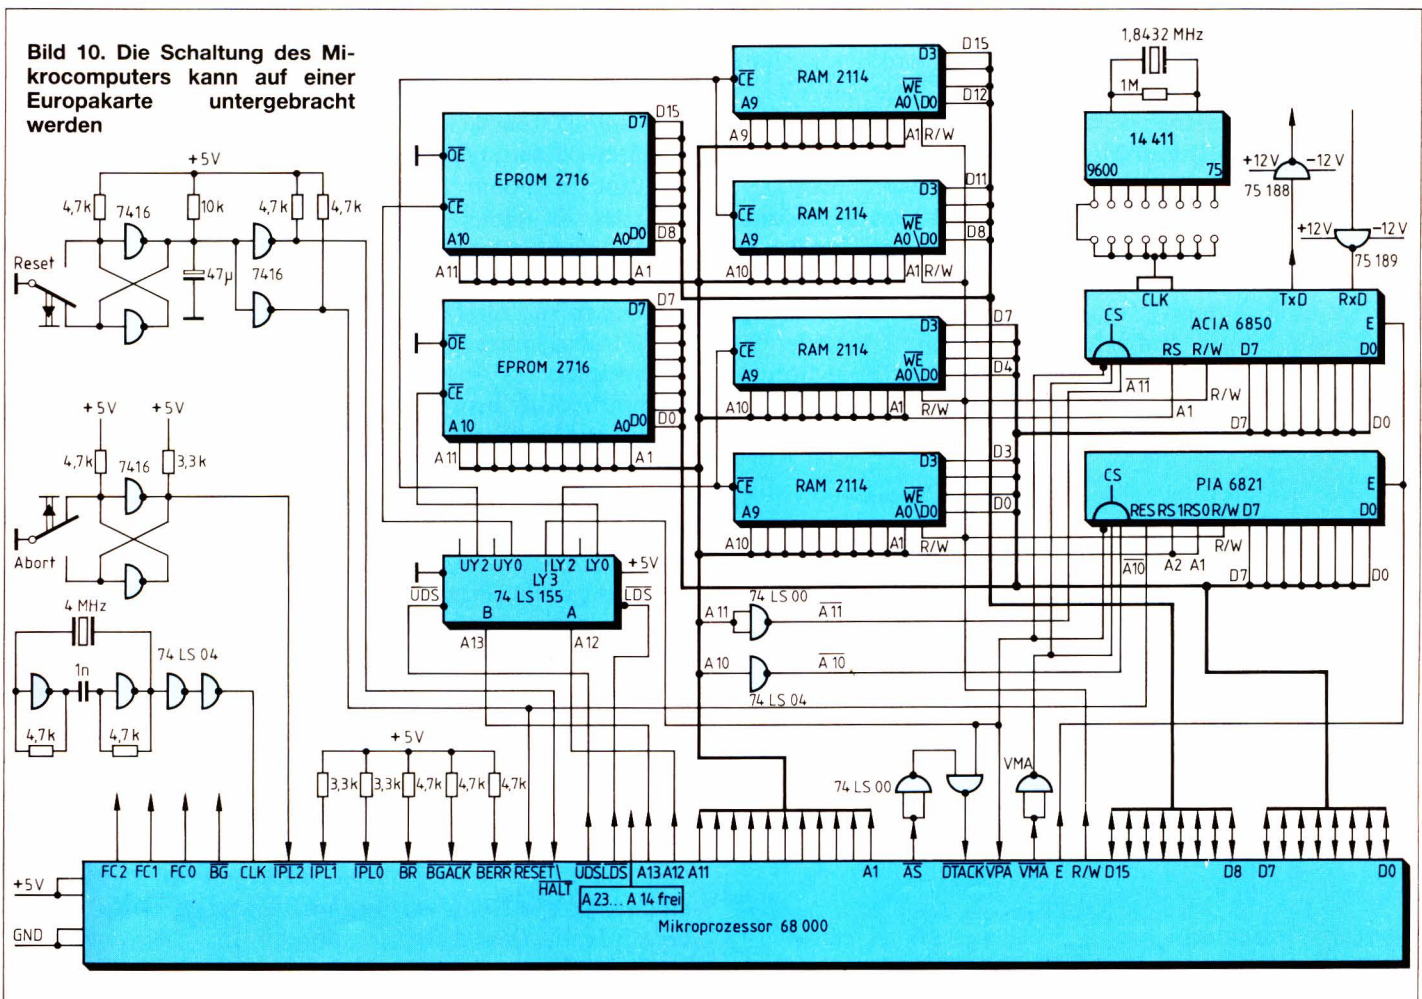 Bild 10. Die Schaltung des Mi-
krocomputers kann auf einer
Europakarte untergebracht
werden
+5V
4,7k
7416
10k
4,7k
4,7k
Reset
47µ
7416
+5V
+5V
4,7k
7416
3,3k
Abort
4 MHz
74 LS 04
1n
4,7k
4,7k
+5V
3,3k
3,3k
4,7k
4,7k
4,7k
D15
D7
OE
EPROM 2716
CE
A10
A0
D0
D8
A11
A1
D7
D7
OE
EPROM 2716
CE
A10
A0
D0
D0
A11
A1
UY2
UY0
LY2
LY0
LY3
+5V
UDS
74 LS 155
LDS
B
A
A13
A12
D15
D3
RAM 2114
CE
WE
A9
A0\D0
D12
A9
A1
R/W
D11
D3
RAM 2114
CE
WE
A9
A0\D0
D8
A10
A1
R/W
D7
D3
RAM 2114
CE
WE
A9
A0\D0
D4
A10
A1
R/W
D3
D3
RAM 2114
CE
WE
A9
A0\D0
D0
A10
A1
R/W
74 LS 00
A11
A11
A10
A10
74 LS 04
1,8432 MHz
1M
14 411
9600
75
+12V
-12V
75 188
+12V
-12V
75 189
CLK
TxD
RxD
CS
ACIA 6850
E
RS
R/W
D7
D0
A11
R/W
A1
D7
D0
CS
PIA 6821
E
RES
RS1
RS0
R/W
D7
D0
R/W
A10
A2
A1
D7
D0
74 LS 00
VMA
FC2
FC1
FC0
BG
CLK
IPL2
IPL1
IPL0
BR
BGACK
BERR
RESET\
HALT
UDS
LDS
A13
A12
A11
A1
AS
DTACK
VPA
VMA
E
R/W
D15
D8
D7
D0
+5V
A 23... A 14 frei
Mikroprozessor 68 000
GND